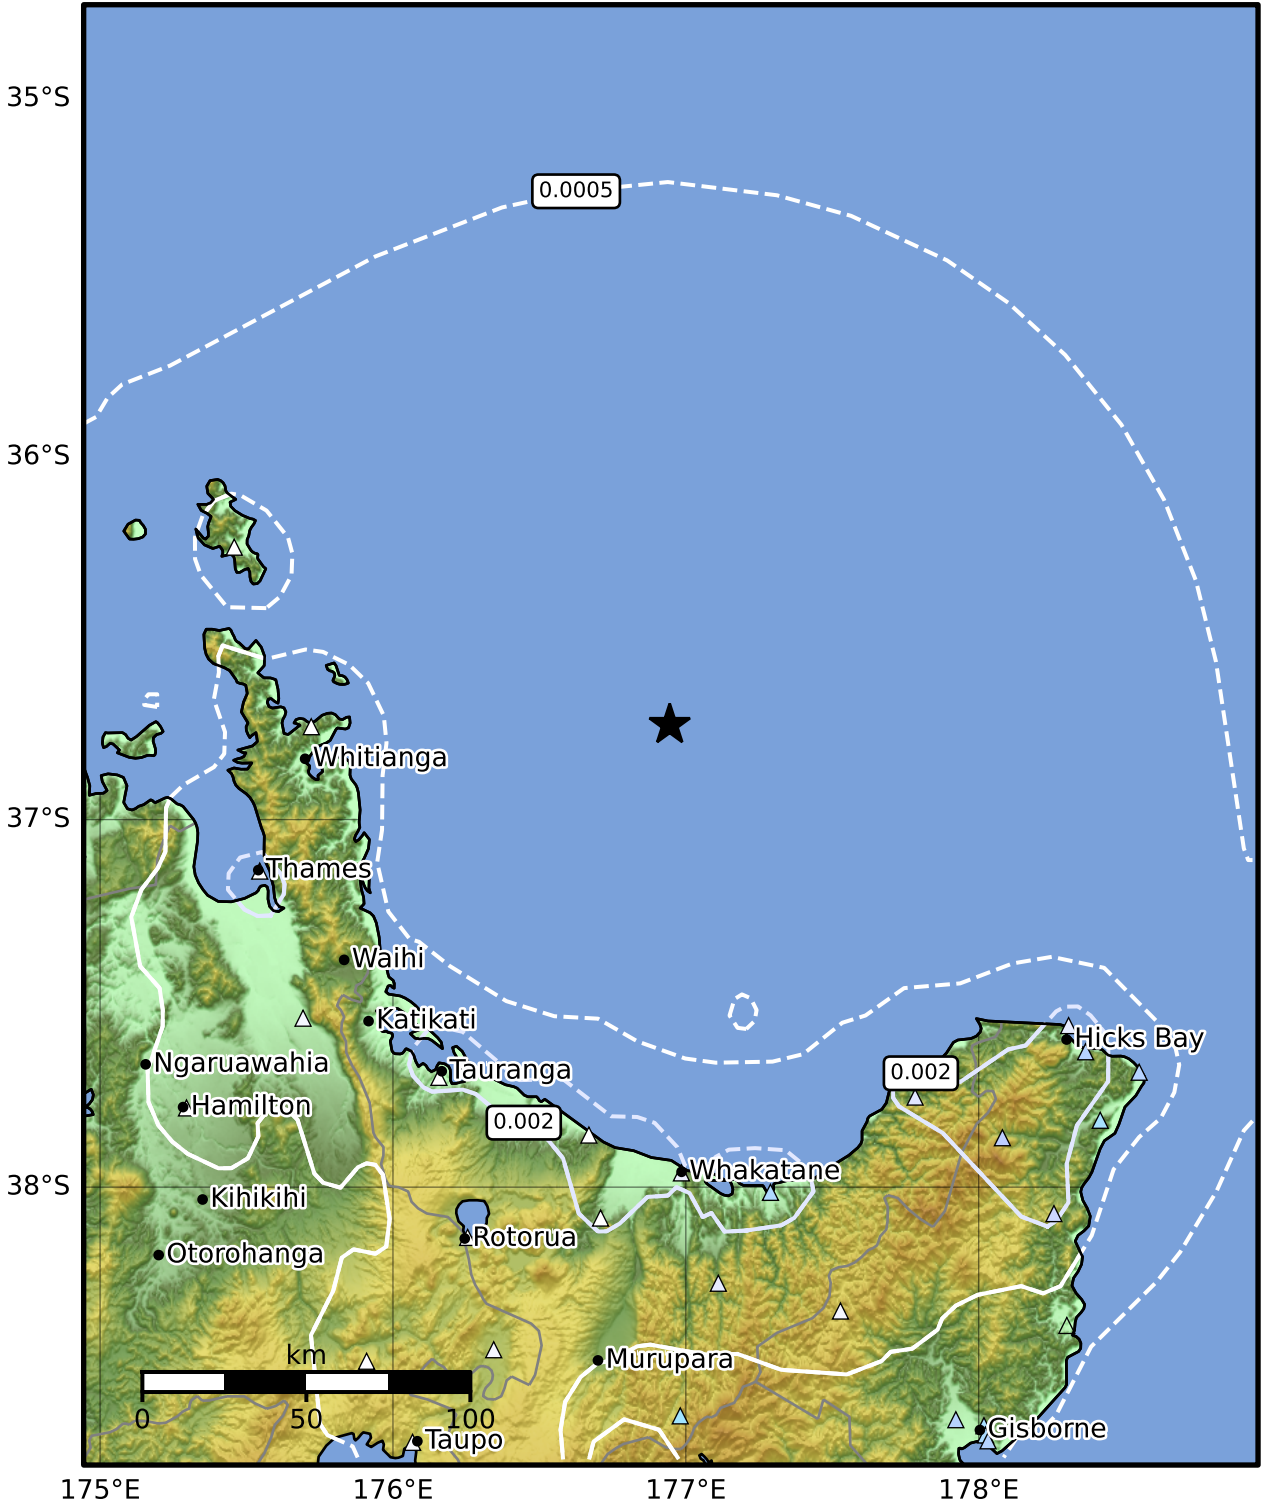 35°S
0.0005
36°S
Whitianga
37°S
Thames
Waihi
Katikati
Hicks Bay
Ngaruawahia
Tauranga
0.002
Hamilton
0.002
Whakatane
38°S
Kihikihi
Rotorua
Otorohanga
km
Murupara
0 50 100
Gisborne
Taupo
175°E 176°E 177°E 178°E